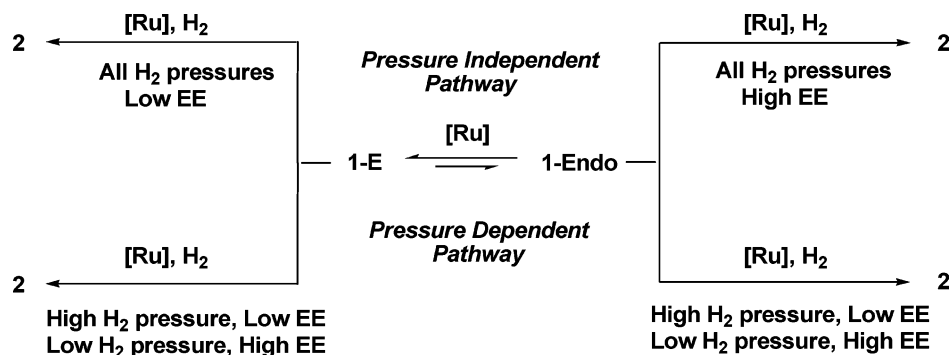 [Ru], H₂
2
All H₂ pressures
Low EE
Pressure Independent
Pathway
[Ru], H₂
2
All H₂ pressures
High EE
[Ru]
1-E
1-Endo
Pressure Dependent
Pathway
[Ru], H₂
2
High H₂ pressure, Low EE
Low H₂ pressure, High EE
[Ru], H₂
2
High H₂ pressure, Low EE
Low H₂ pressure, High EE